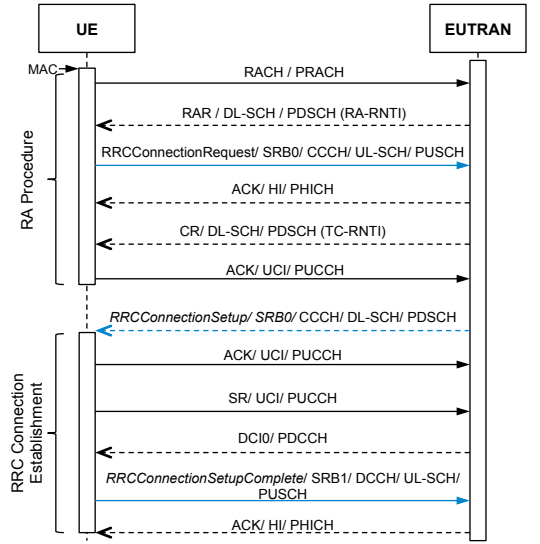 UE
EUTRAN
MAC
RACH / PRACH
RAR / DL-SCH / PDSCH (RA-RNTI)
RRCConnectionRequest/ SRB0/ CCCH/ UL-SCH/ PUSCH
ACK/ HI/ PHICH
CR/ DL-SCH/ PDSCH (TC-RNTI)
ACK/ UCI/ PUCCH
RA Procedure
RRCConnectionSetup/ SRB0/ CCCH/ DL-SCH/ PDSCH
ACK/ UCI/ PUCCH
SR/ UCI/ PUCCH
DCI0/ PDCCH
RRCConnectionSetupComplete/ SRB1/ DCCH/ UL-SCH/
PUSCH
ACK/ HI/ PHICH
RRC Connection
Establishment